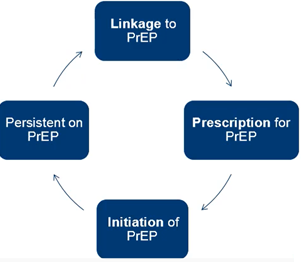 Linkage to
PrEP
Prescription for
PrEP
Initiation of
PrEP
Persistent on
PrEP